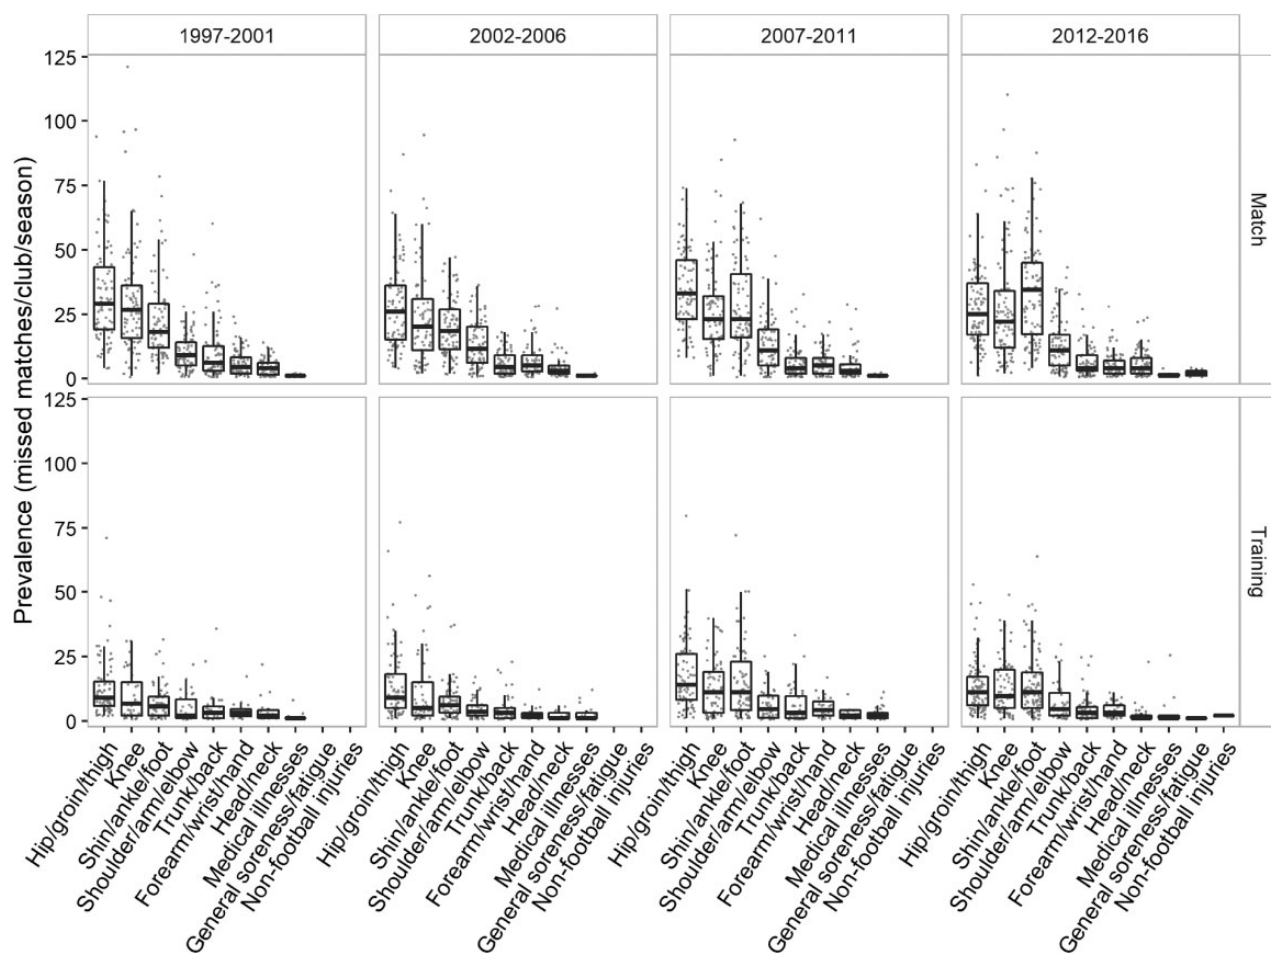 1997-2001 2002-2006 2007-2011 2012-2016
Prevalence (missed matches/club/season)
125
100
75
50
25
0
Match
125
100
75
50
25
0
Training
Hip/groin/thigh
Knee
Shin/ankle/foot
Shoulder/arm/elbow
Trunk/back
Forearm/wrist/hand
Head/neck
Medical illnesses
General soreness/fatigue
Non-football injuries
Hip/groin/thigh
Knee
Shin/ankle/foot
Shoulder/arm/elbow
Trunk/back
Forearm/wrist/hand
Head/neck
Medical illnesses
General soreness/fatigue
Non-football injuries
Hip/groin/thigh
Knee
Shin/ankle/foot
Shoulder/arm/elbow
Trunk/back
Forearm/wrist/hand
Head/neck
Medical illnesses
General soreness/fatigue
Non-football injuries
Hip/groin/thigh
Knee
Shin/ankle/foot
Shoulder/arm/elbow
Trunk/back
Forearm/wrist/hand
Head/neck
Medical illnesses
General soreness/fatigue
Non-football injuries